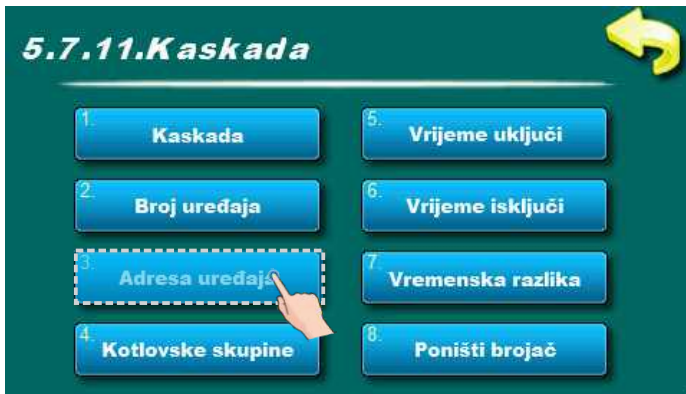 5.7.11.Kaskada
1. Kaskada
2. Broj uređaja
3. Adresa uređaja
4. Kotlovske skupine
5. Vrijeme uključi
6. Vrijeme isključi
7. Vremenska razlika
8. Poništi brojač